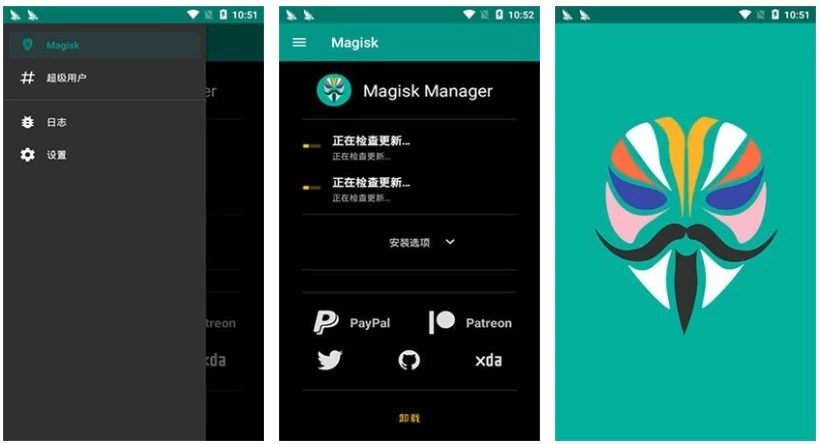 10:51
Magisk
超级用户
日志
设置
er
treon
xda
10:52
Magisk
Magisk Manager
正在检查更新...
正在检查更新...
正在检查更新...
正在检查更新...
安装选项
PayPal
Patreon
xda
卸载
10:51